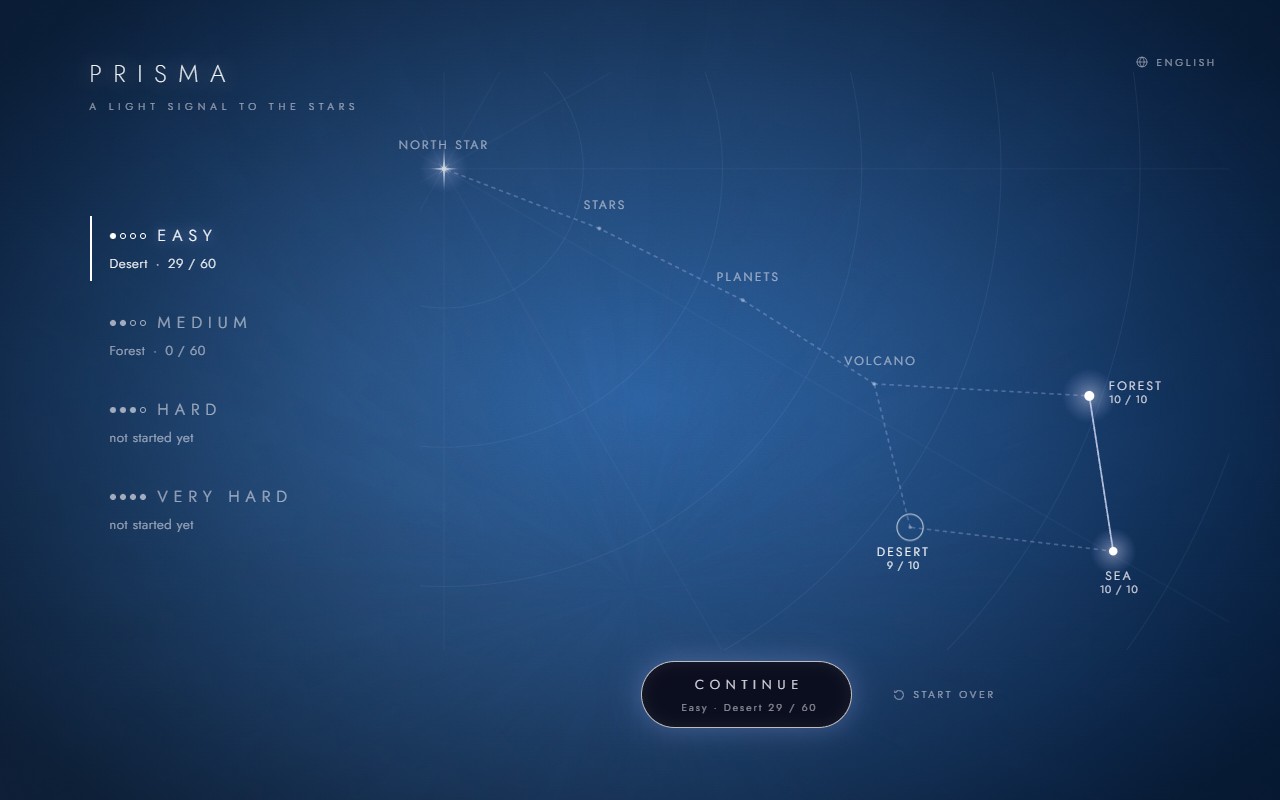 PRISMA
A LIGHT SIGNAL TO THE STARS
ENGLISH
NORTH STAR
STARS
PLANETS
VOLCANO
FOREST
10 / 10
DESERT
9 / 10
SEA
10 / 10
EASY
Desert · 29 / 60
MEDIUM
Forest · 0 / 60
HARD
not started yet
VERY HARD
not started yet
CONTINUE
Easy · Desert 29 / 60
START OVER